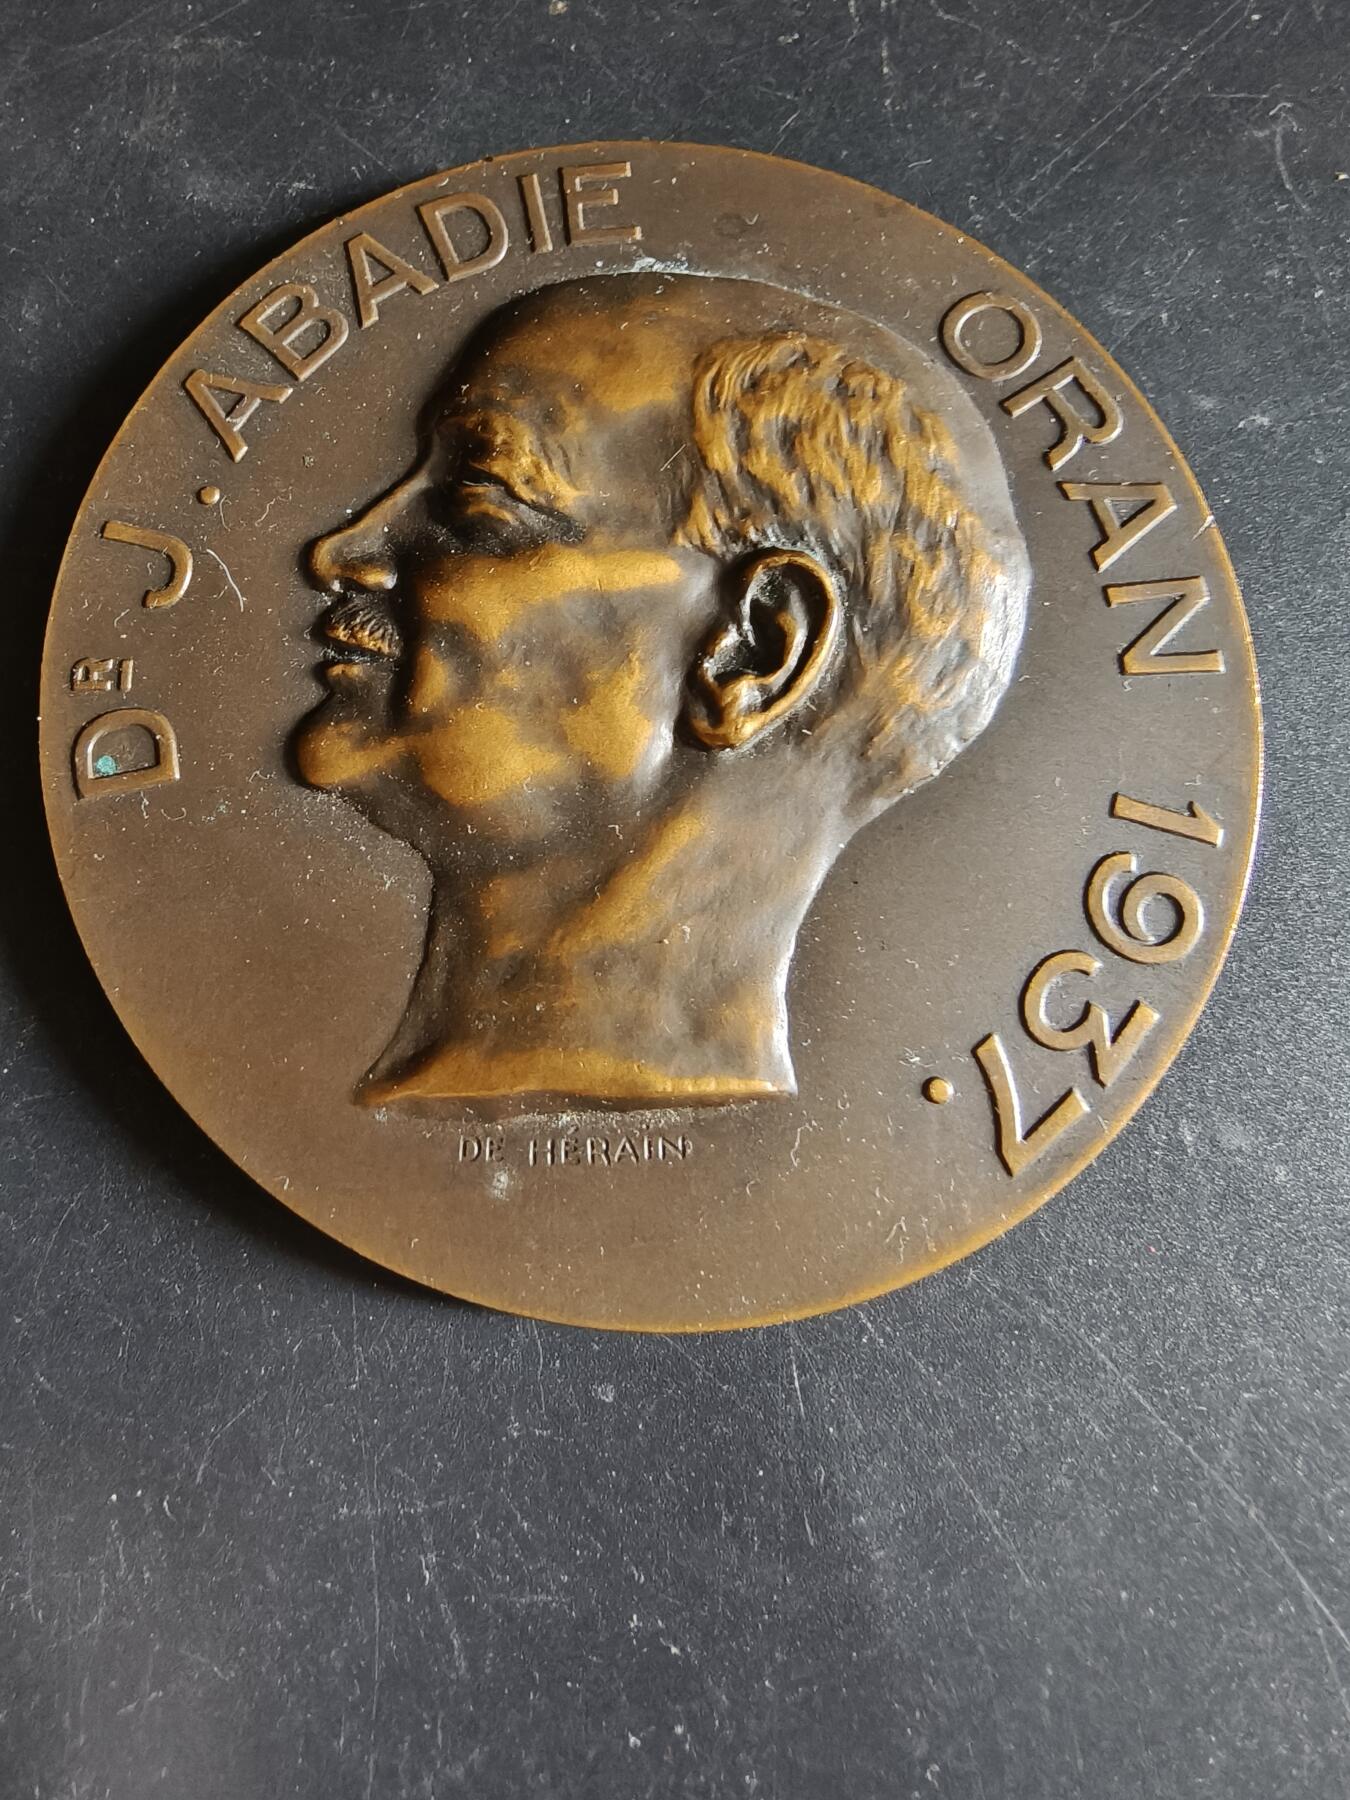 DR J. ABADIE ORAN 1937.
DE HÉRAIN